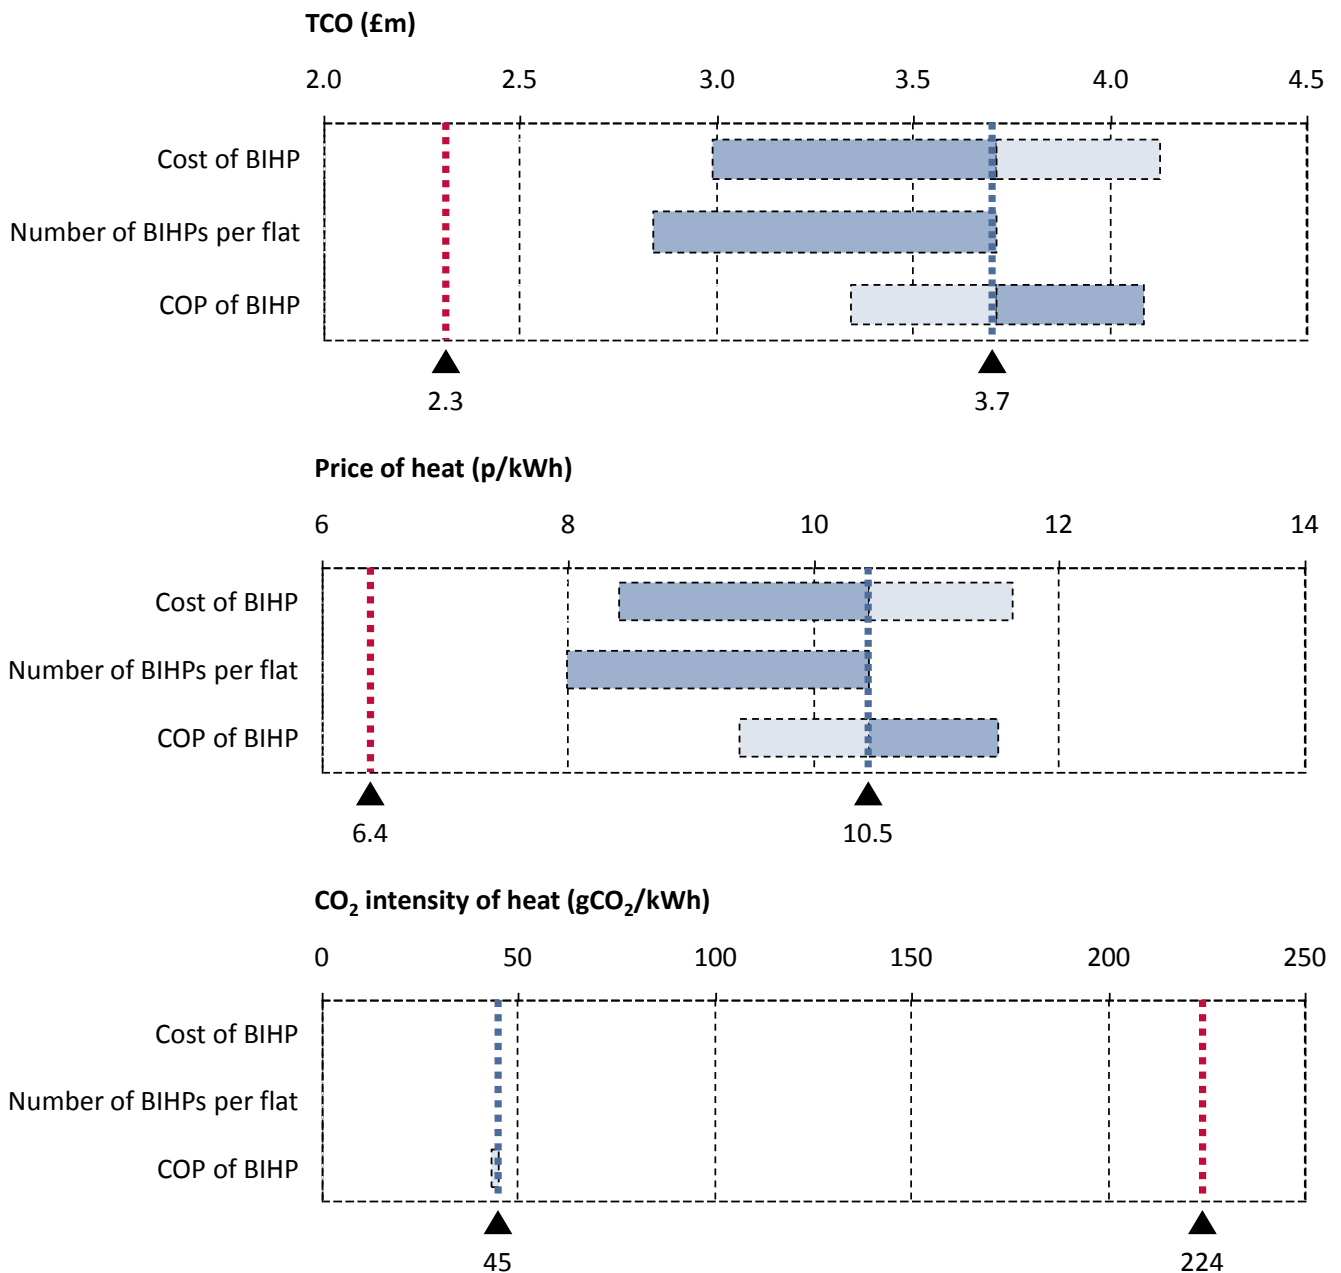 TCO (£m)
2.0 2.5 3.0 3.5 4.0 4.5
Cost of BIHP
Number of BIHPs per flat
COP of BIHP
2.3 3.7
Price of heat (p/kWh)
6 8 10 12 14
Cost of BIHP
Number of BIHPs per flat
COP of BIHP
6.4 10.5
CO₂ intensity of heat (gCO₂/kWh)
0 50 100 150 200 250
Cost of BIHP
Number of BIHPs per flat
COP of BIHP
45 224